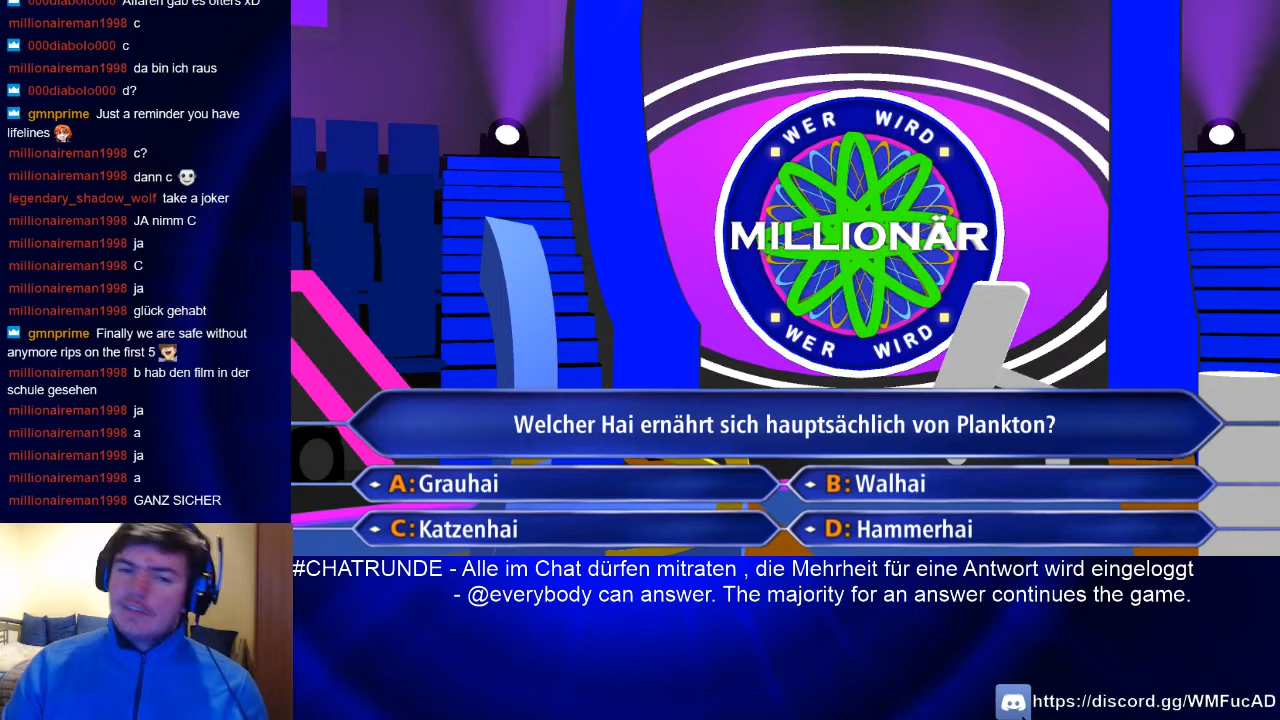 000diabolo000 Affären gab es öfters xD
millionaireman1998 c
000diabolo000 c
millionaireman1998 da bin ich raus
000diabolo000 d?
gmnprime Just a reminder you have
lifelines
millionaireman1998 c?
millionaireman1998 dann c
legendary_shadow_wolf take a joker
millionaireman1998 JA nimm C
millionaireman1998 ja
millionaireman1998 C
millionaireman1998 ja
millionaireman1998 glück gehabt
gmnprime Finally we are safe without
anymore rips on the first 5
millionaireman1998 b hab den film in der
schule gesehen
millionaireman1998 ja
millionaireman1998 a
millionaireman1998 ja
millionaireman1998 a
millionaireman1998 GANZ SICHER
WER WIRD
MILLIONÄR
WER WIRD
Welcher Hai ernährt sich hauptsächlich von Plankton?
A: Grauhai
B: Walhai
C: Katzenhai
D: Hammerhai
#CHATRUNDE - Alle im Chat dürfen mitraten , die Mehrheit für eine Antwort wird eingeloggt
- @everybody can answer. The majority for an answer continues the game.
https://discord.gg/WMFucAD